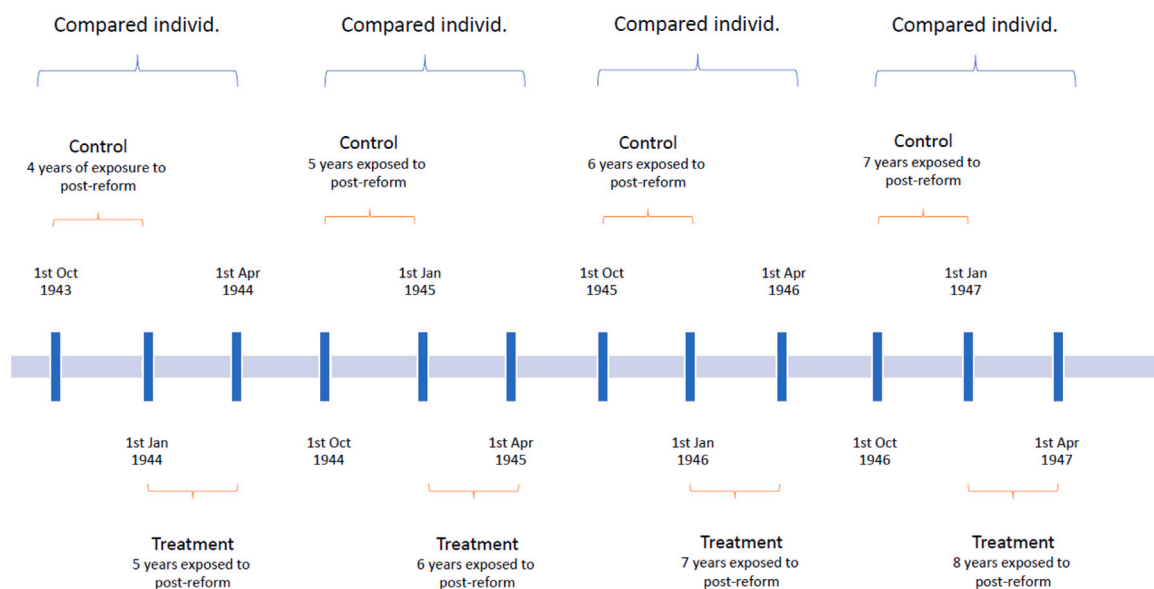 Compared individ.
Compared individ.
Compared individ.
Compared individ.
Control
4 years of exposure to
post-reform
Control
5 years exposed to
post-reform
Control
6 years exposed to
post-reform
Control
7 years exposed to
post-reform
1st Oct
1943
1st Apr
1944
1st Jan
1945
1st Oct
1945
1st Apr
1946
1st Jan
1947
1st Jan
1944
1st Oct
1944
1st Apr
1945
1st Jan
1946
1st Oct
1946
1st Apr
1947
Treatment
5 years exposed to
post-reform
Treatment
6 years exposed to
post-reform
Treatment
7 years exposed to
post-reform
Treatment
8 years exposed to
post-reform